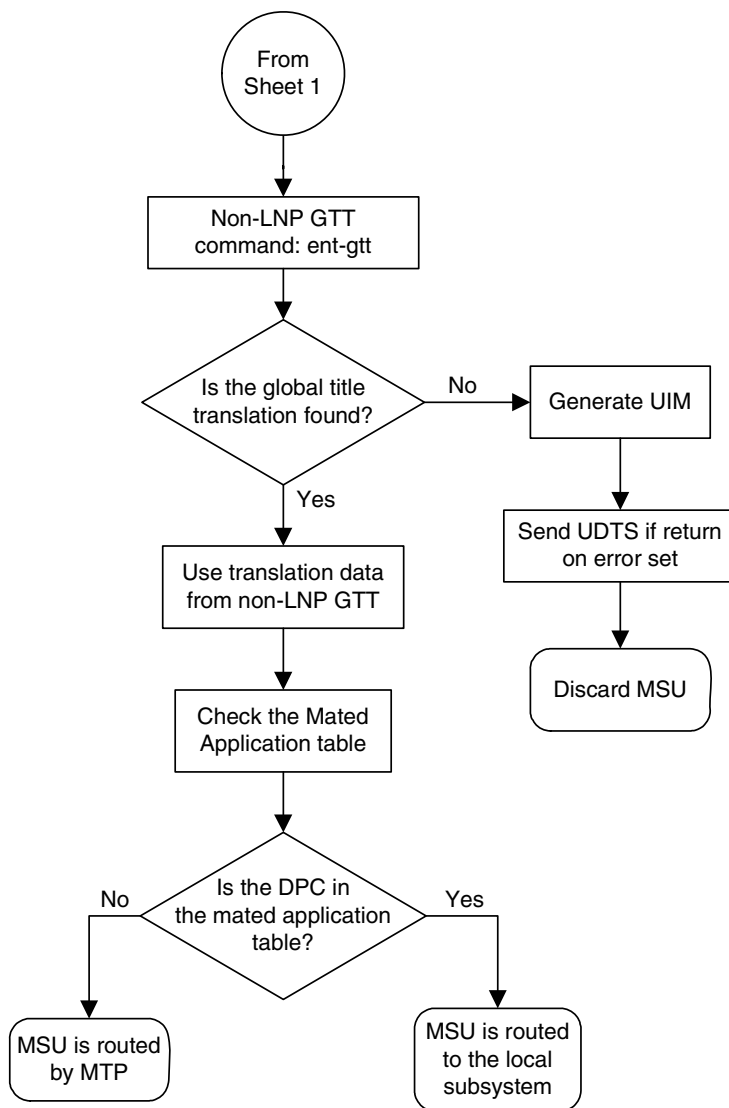 From
Sheet 1
Non-LNP GTT
command: ent-gtt
Is the global title
translation found?
No
Generate UIM
Yes
Send UDTS if return
on error set
Use translation data
from non-LNP GTT
Discard MSU
Check the Mated
Application table
Is the DPC in
the mated application
table?
No
Yes
MSU is routed
by MTP
MSU is routed
to the local
subsystem